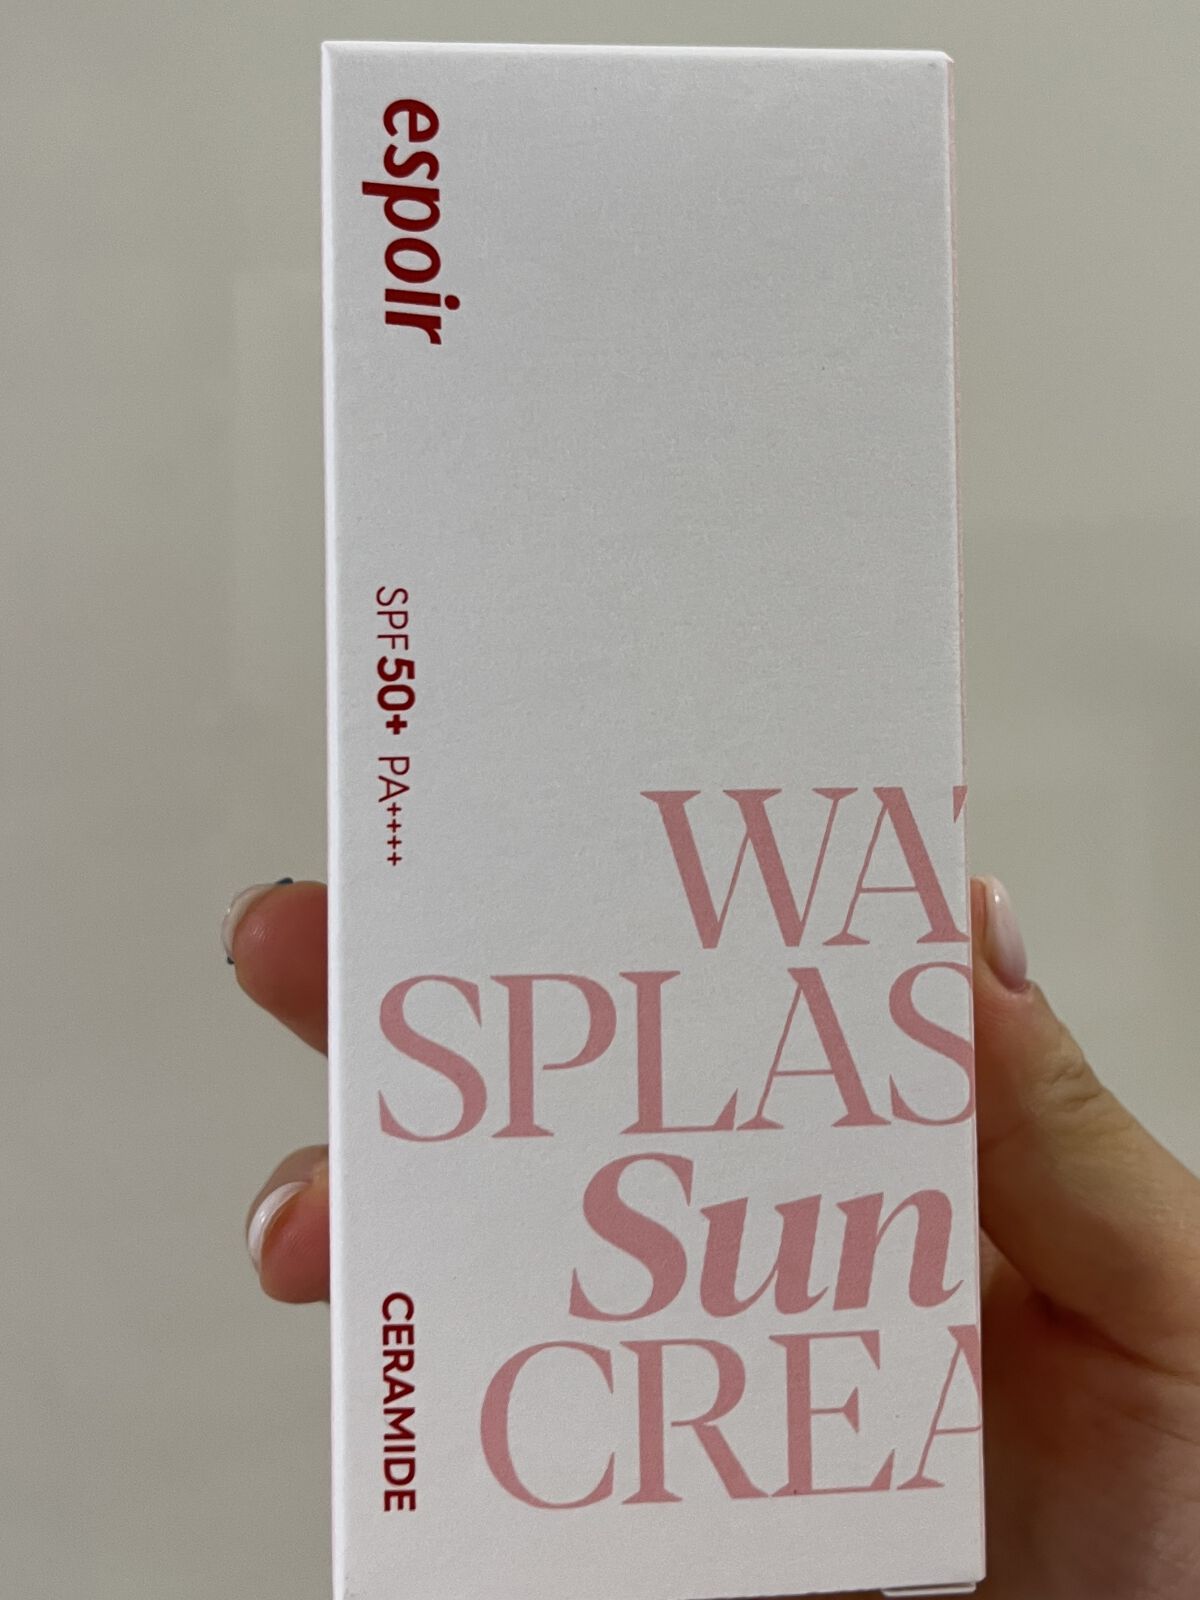 espoir
SPF50+ PA++++
CERAMIDE
WAT
SPLAS
Sun
CREA